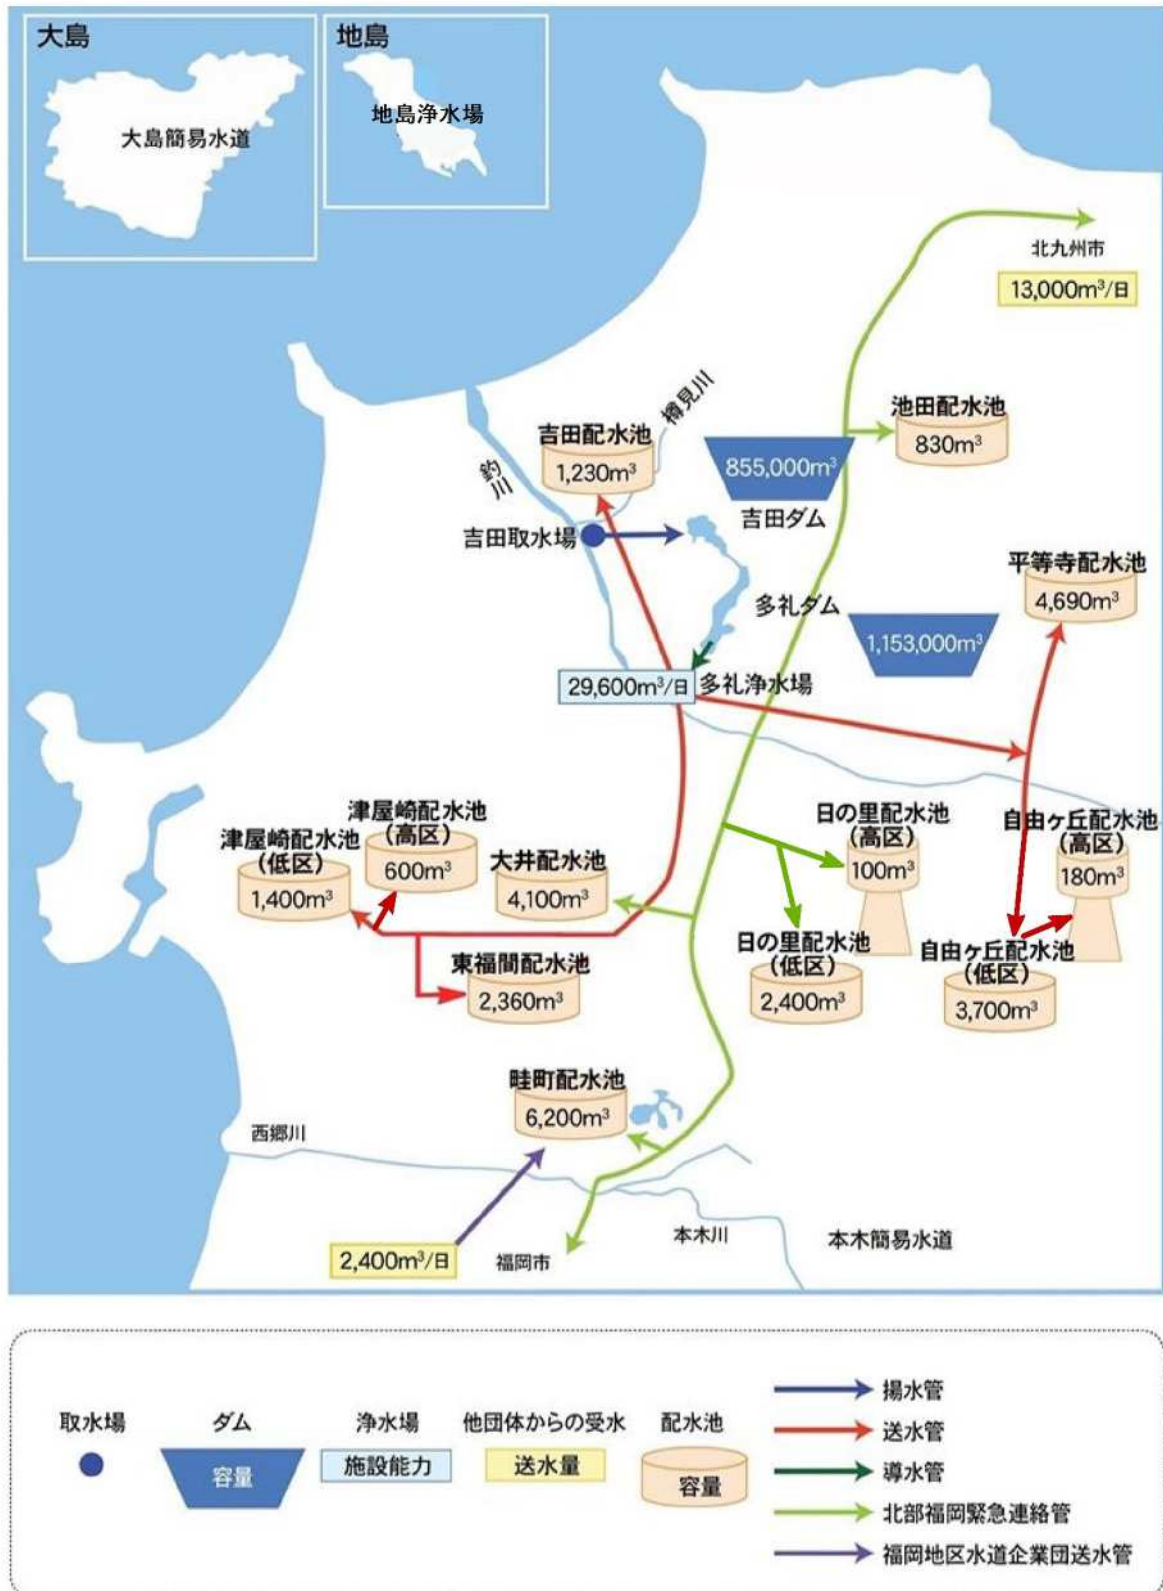 大島
大島簡易水道
地島
地島浄水場
北九州市
13,000m³/日
樽見川
池田配水池
830m³
吉田配水池
1,230m³
釣川
855,000m³
吉田ダム
吉田取水場
平等寺配水池
4,690m³
多礼ダム
1,153,000m³
29,600m³/日
多礼浄水場
津屋崎配水池
(高区)
600m³
津屋崎配水池
(低区)
1,400m³
大井配水池
4,100m³
日の里配水池
(高区)
100m³
自由ヶ丘配水池
(高区)
180m³
東福間配水池
2,360m³
日の里配水池
(低区)
2,400m³
自由ヶ丘配水池
(低区)
3,700m³
畦町配水池
6,200m³
西郷川
2,400m³/日
福岡市
本木川
本木簡易水道
取水場
ダム
容量
浄水場
施設能力
他団体からの受水
送水量
配水池
容量
揚水管
送水管
導水管
北部福岡緊急連絡管
福岡地区水道企業団送水管